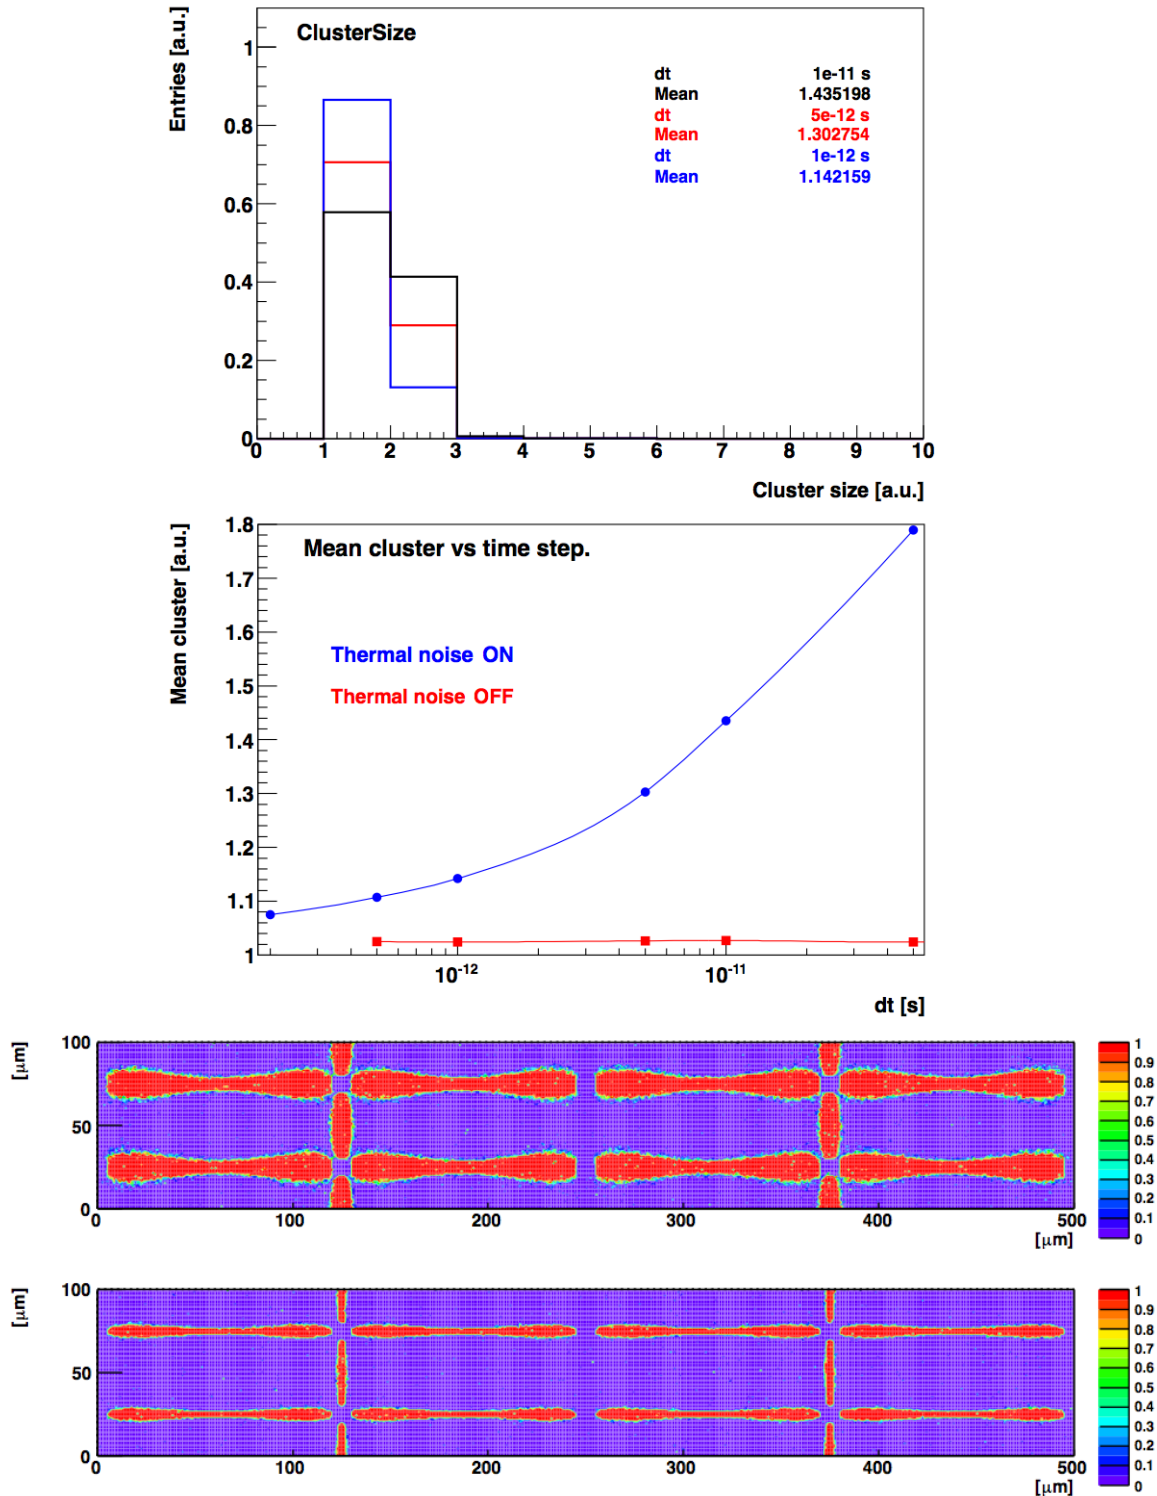 ClusterSize
Entries [a.u.]
dt 1e-11 s
Mean 1.435198
dt 5e-12 s
Mean 1.302754
dt 1e-12 s
Mean 1.142159
1
0.8
0.6
0.4
0.2
0
0 1 2 3 4 5 6 7 8 9 10
Cluster size [a.u.]
Mean cluster [a.u.]
Mean cluster vs time step.
Thermal noise ON
Thermal noise OFF
1.8
1.7
1.6
1.5
1.4
1.3
1.2
1.1
1
10⁻¹² 10⁻¹¹
dt [s]
[μm]
100
50
0
0 100 200 300 400 500
[μm]
1
0.9
0.8
0.7
0.6
0.5
0.4
0.3
0.2
0.1
0
[μm]
100
50
0
0 100 200 300 400 500
[μm]
1
0.9
0.8
0.7
0.6
0.5
0.4
0.3
0.2
0.1
0